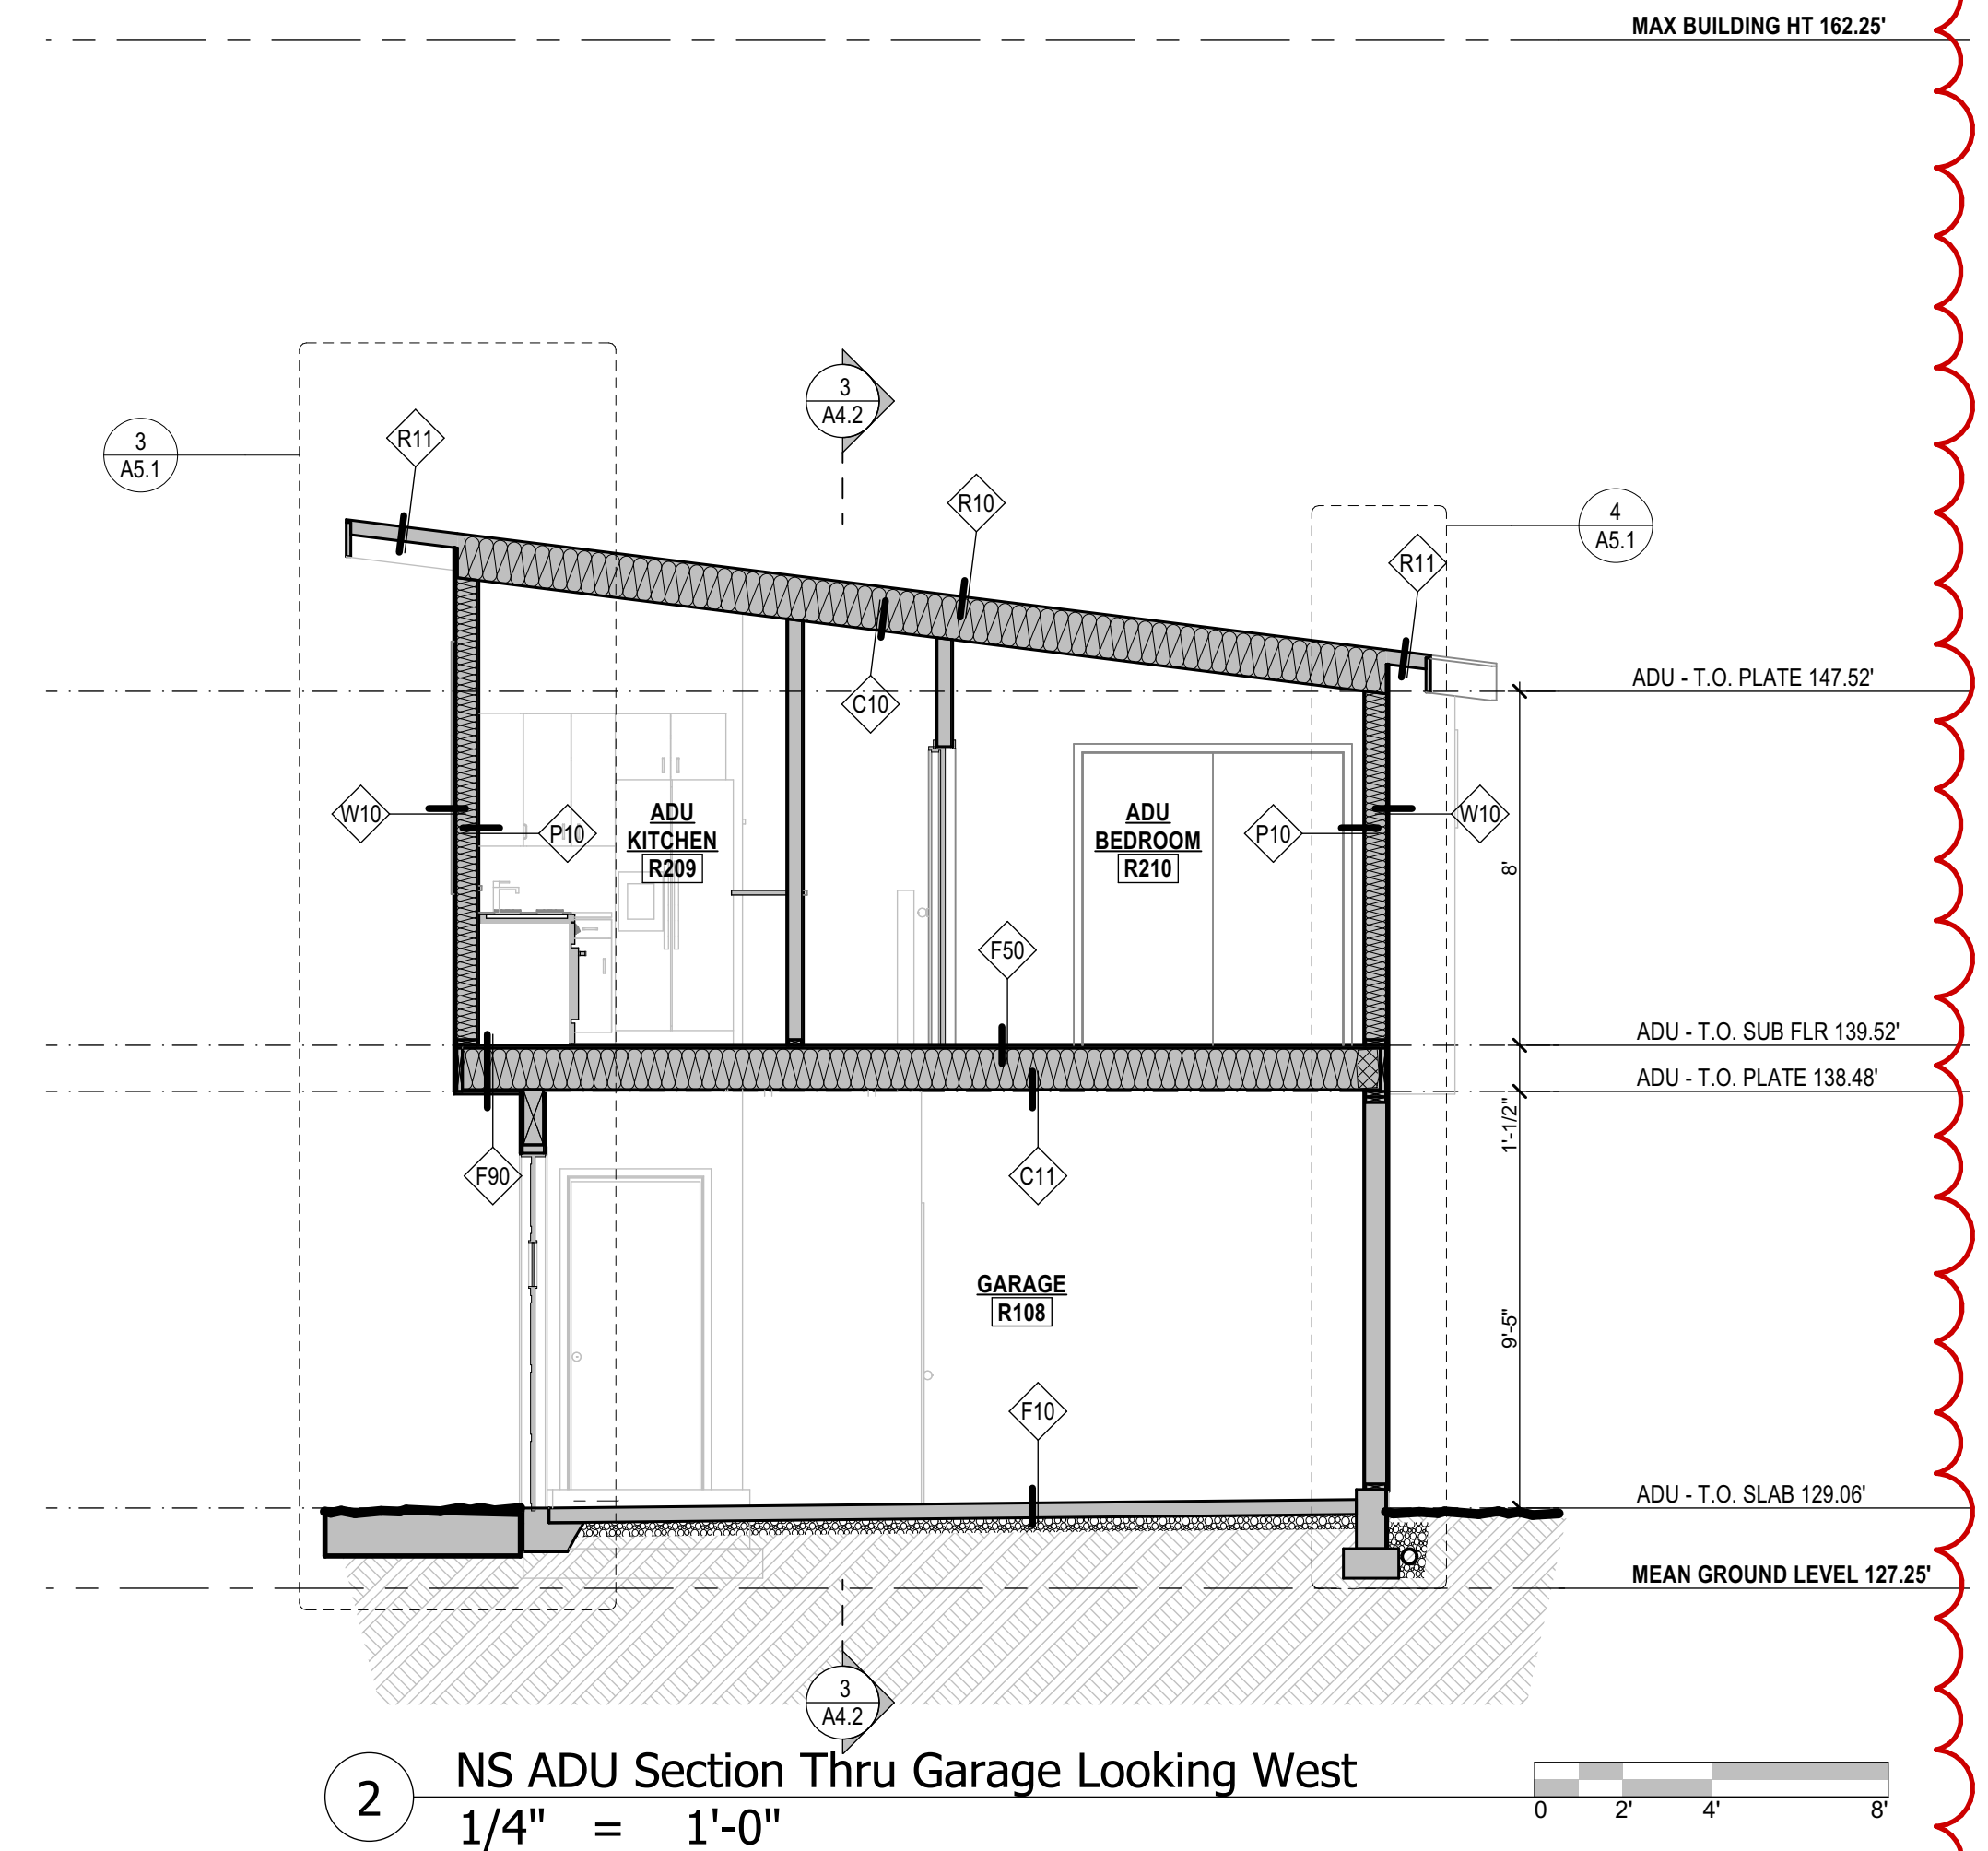 MAX BUILDING HT 162.25'
3
A4.2
3
A5.1
R11
R10
4
A5.1
R11
ADU - T.O. PLATE 147.52'
C10
W10
P10
ADU
KITCHEN
R209
ADU
BEDROOM
R210
P10
W10
8'
F50
ADU - T.O. SUB FLR 139.52'
ADU - T.O. PLATE 138.48'
1'-1/2"
F90
C11
GARAGE
R108
9'-5"
F10
ADU - T.O. SLAB 129.06'
MEAN GROUND LEVEL 127.25'
3
A4.2
2
NS ADU Section Thru Garage Looking West
1/4" = 1'-0"
0 2' 4' 8'